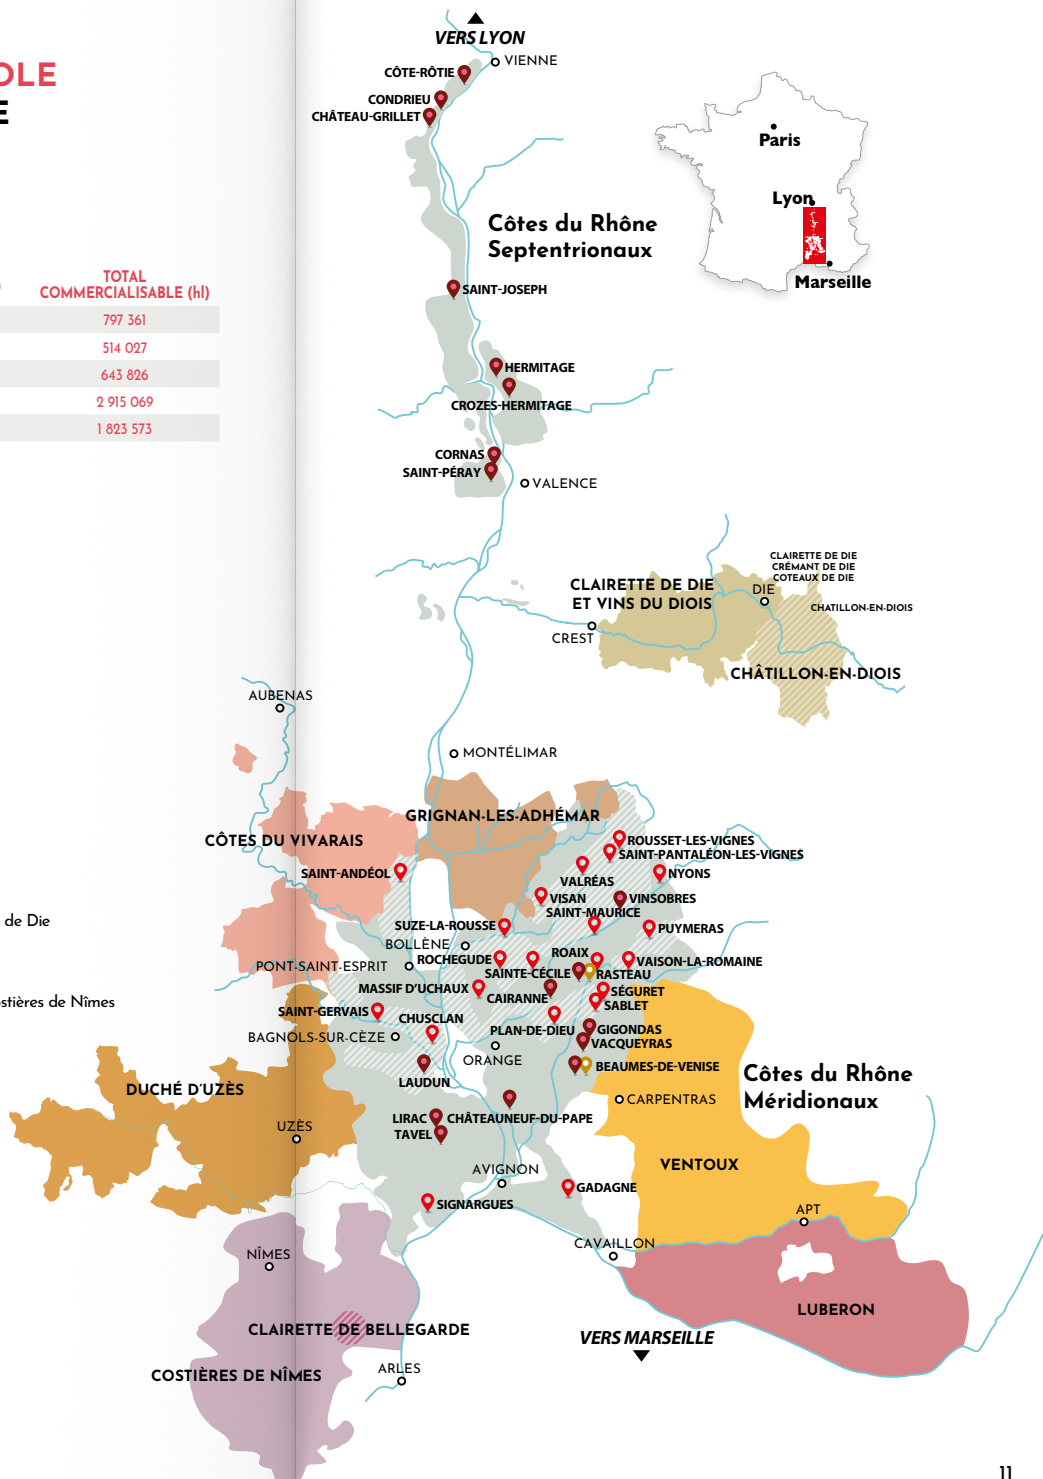 OLE
E
TOTAL
COMMERCIALISABLE (hl)
797 361
514 027
643 826
2 915 069
1 823 573
de Die
ostières de Nîmes
VERS LYON
VIENNE
CÔTE-RÔTIE
CONDRIEU
CHÂTEAU-GRILLET
Paris
Lyon
Marseille
Côtes du Rhône
Septentrionaux
SAINT-JOSEPH
HERMITAGE
CROZES-HERMITAGE
CORNAS
SAINT-PÉRAY
VALENCE
CLAIRETTE DE DIE
CRÉMANT DE DIE
COTEAUX DE DIE
CLAIRETTE DE DIE
ET VINS DU DIOIS
DIE
CHATILLON-EN-DIOIS
CREST
CHÂTILLON-EN-DIOIS
AUBENAS
MONTÉLIMAR
GRIGNAN-LES-ADHÉMAR
CÔTES DU VIVARAIS
ROUSSET-LES-VIGNES
SAINT-PANTALÉON-LES-VIGNES
SAINT-ANDÉOL
VALRÉAS
NYONS
VISAN
VINSOBRES
SAINT-MAURICE
SUZE-LA-ROUSSE
PUYMERAS
BOLLÈNE
ROCHEGUDE
ROAIX
VAISON-LA-ROMAINE
PONT-SAINT-ESPRIT
SAINTE-CÉCILE
RASTEAU
MASSIF D'UCHAUX
CAIRANNE
SÉGURET
SABLET
SAINT-GERVAIS
CHUSCLAN
PLAN-DE-DIEU
GIGONDAS
BAGNOLS-SUR-CÈZE
VACQUEYRAS
ORANGE
BEAUMES-DE-VENISE
LAUDUN
DUCHÉ D'UZÈS
Côtes du Rhône
Méridionaux
CARPENTRAS
LIRAC
CHÂTEAUNEUF-DU-PAPE
UZÈS
TAVEL
AVIGNON
VENTOUX
GADAGNE
SIGNARGUES
APT
CAVAILLON
NÎMES
LUBERON
CLAIRETTE DE BELLEGARDE
VERS MARSEILLE
ARLES
COSTIÈRES DE NÎMES
11